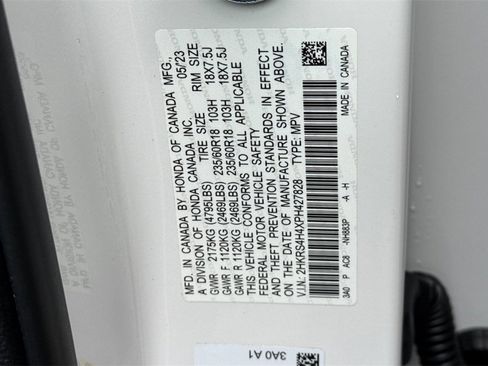 MFD. IN CANADA BY HONDA OF CANADA MFG.
A DIVISION OF HONDA CANADA INC. 05/23
TIRE SIZE RIM SIZE
GVWR 2175KG (4795LBS)
GAWR F 1120KG (2469LBS) 235/60R18 103H 18X7.5J
GAWR R 1120KG (2469LBS) 235/60R18 103H 18X7.5J
THIS VEHICLE CONFORMS TO ALL APPLICABLE
FEDERAL MOTOR VEHICLE SAFETY
AND THEFT PREVENTION STANDARDS IN EFFECT
ON THE DATE OF MANUFACTURE SHOWN ABOVE.
V.I.N.: 2HKRS4H4XPH427828 TYPE: MPV
3A0 P AC8 -NH883P -A -H MADE IN CANADA
3A0 A1